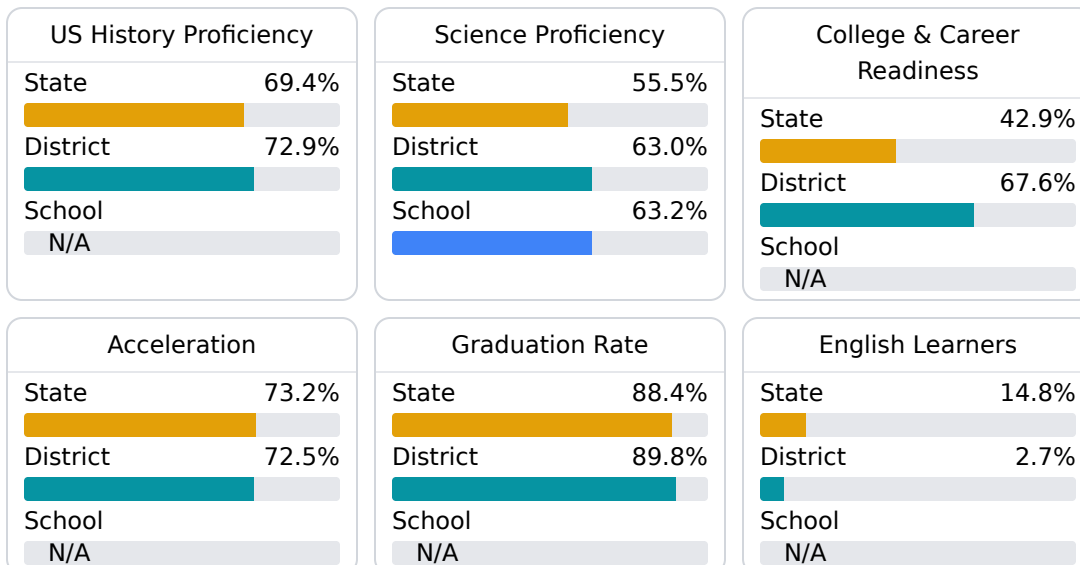 US History Proficiency
State 69.4%
District 72.9%
School
N/A
Science Proficiency
State 55.5%
District 63.0%
School 63.2%
College & Career
Readiness
State 42.9%
District 67.6%
School
N/A
Acceleration
State 73.2%
District 72.5%
School
N/A
Graduation Rate
State 88.4%
District 89.8%
School
N/A
English Learners
State 14.8%
District 2.7%
School
N/A